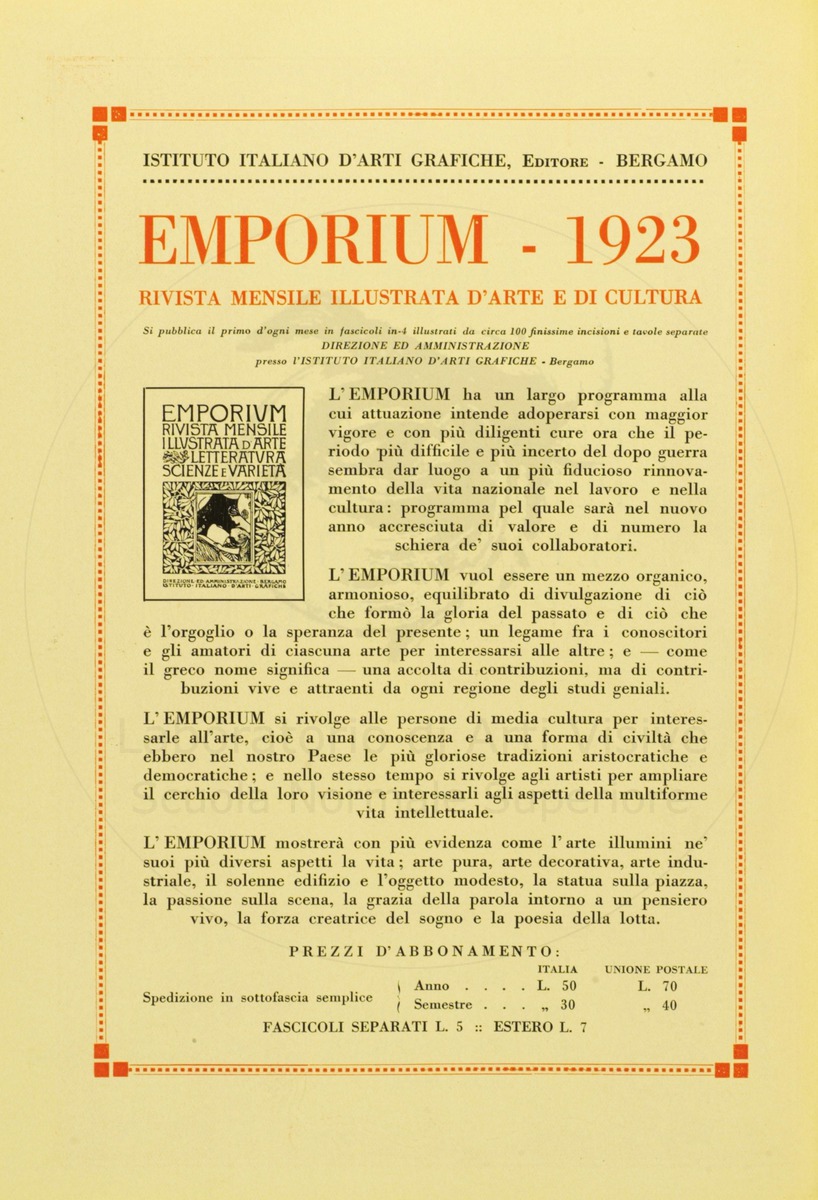 ISTITUTO ITALIANO D'ARTI GRAFICHE, EDITORE - BERGAMO
EMPORIUM - 1923
RIVISTA MENSILE ILLUSTRATA D'ARTE E DI CULTURA
Si pubblica il primo d'ogni mese in fascicoli in-4 illustrati da circa 100 finissime incisioni e tavole separate
DIREZIONE ED AMMINISTRAZIONE
presso l'ISTITUTO ITALIANO D'ARTI GRAFICHE - Bergamo
EMPORIVM
RIVISTA MENSILE
ILLVSTRATA D'ARTE
LETTERATVRA
SCIENZE E VARIETA
DIREZIONE ED AMMINISTRAZIONE · BERGAMO
ISTITUTO · ITALIANO D'ARTI GRAFICHE
L'EMPORIUM ha un largo programma alla
cui attuazione intende adoperarsi con maggior
vigore e con più diligenti cure ora che il pe-
riodo più difficile e più incerto del dopo guerra
sembra dar luogo a un più fiducioso rinnova-
mento della vita nazionale nel lavoro e nella
cultura: programma pel quale sarà nel nuovo
anno accresciuta di valore e di numero la
schiera de' suoi collaboratori.
L'EMPORIUM vuol essere un mezzo organico,
armonioso, equilibrato di divulgazione di ciò
che formò la gloria del passato e di ciò che
è l'orgoglio o la speranza del presente; un legame fra i conoscitori
e gli amatori di ciascuna arte per interessarsi alle altre; e — come
il greco nome significa — una accolta di contribuzioni, ma di contri-
buzioni vive e attraenti da ogni regione degli studi geniali.
L'EMPORIUM si rivolge alle persone di media cultura per interes-
sarle all'arte, cioè a una conoscenza e a una forma di civiltà che
ebbero nel nostro Paese le più gloriose tradizioni aristocratiche e
democratiche; e nello stesso tempo si rivolge agli artisti per ampliare
il cerchio della loro visione e interessarli agli aspetti della multiforme
vita intellettuale.
L'EMPORIUM mostrerà con più evidenza come l'arte illumini ne'
suoi più diversi aspetti la vita; arte pura, arte decorativa, arte indu-
striale, il solenne edifizio e l'oggetto modesto, la statua sulla piazza,
la passione sulla scena, la grazia della parola intorno a un pensiero
vivo, la forza creatrice del sogno e la poesia della lotta.
PREZZI D'ABBONAMENTO:
ITALIA UNIONE POSTALE
Spedizione in sottofascia semplice
Anno . . . . L. 50 L. 70
Semestre . . . „ 30 „ 40
FASCICOLI SEPARATI L. 5 :: ESTERO L. 7